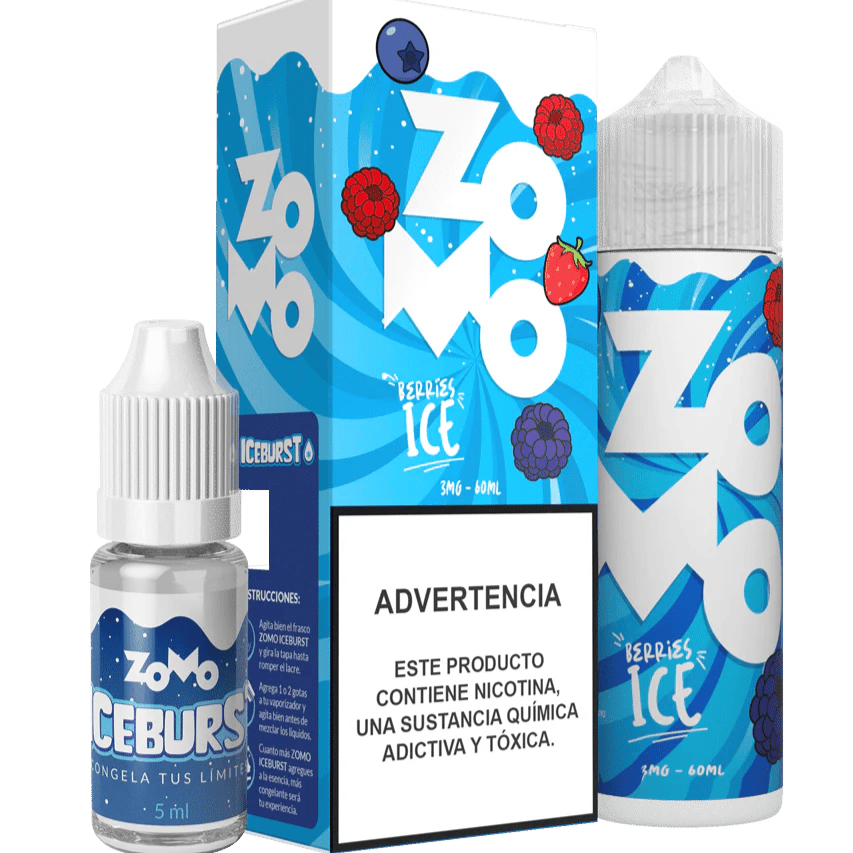 ZOMO
ZOMO
BERRIES
ICE
3MG - 60ML
ICEBURST
STRUCCIONES:
Agita bien el frasco
ZOMO ICEBURST
y gira la tapa hasta
romper el lacre.
Agrega 1 o 2 gotas
a tu vaporizador y
agita bien antes de
mezclar los líquidos.
Cuanto más ZOMO
ICEBURST agregues
a la esencia, más
congelante será
tu experiencia.
ADVERTENCIA
ESTE PRODUCTO
CONTIENE NICOTINA,
UNA SUSTANCIA QUÍMICA
ADICTIVA Y TÓXICA.
ZOMO
ICEBURS
CONGELA TUS LÍMITE
5 ml
ZOMO
BERRIES
ICE
3MG - 60ML